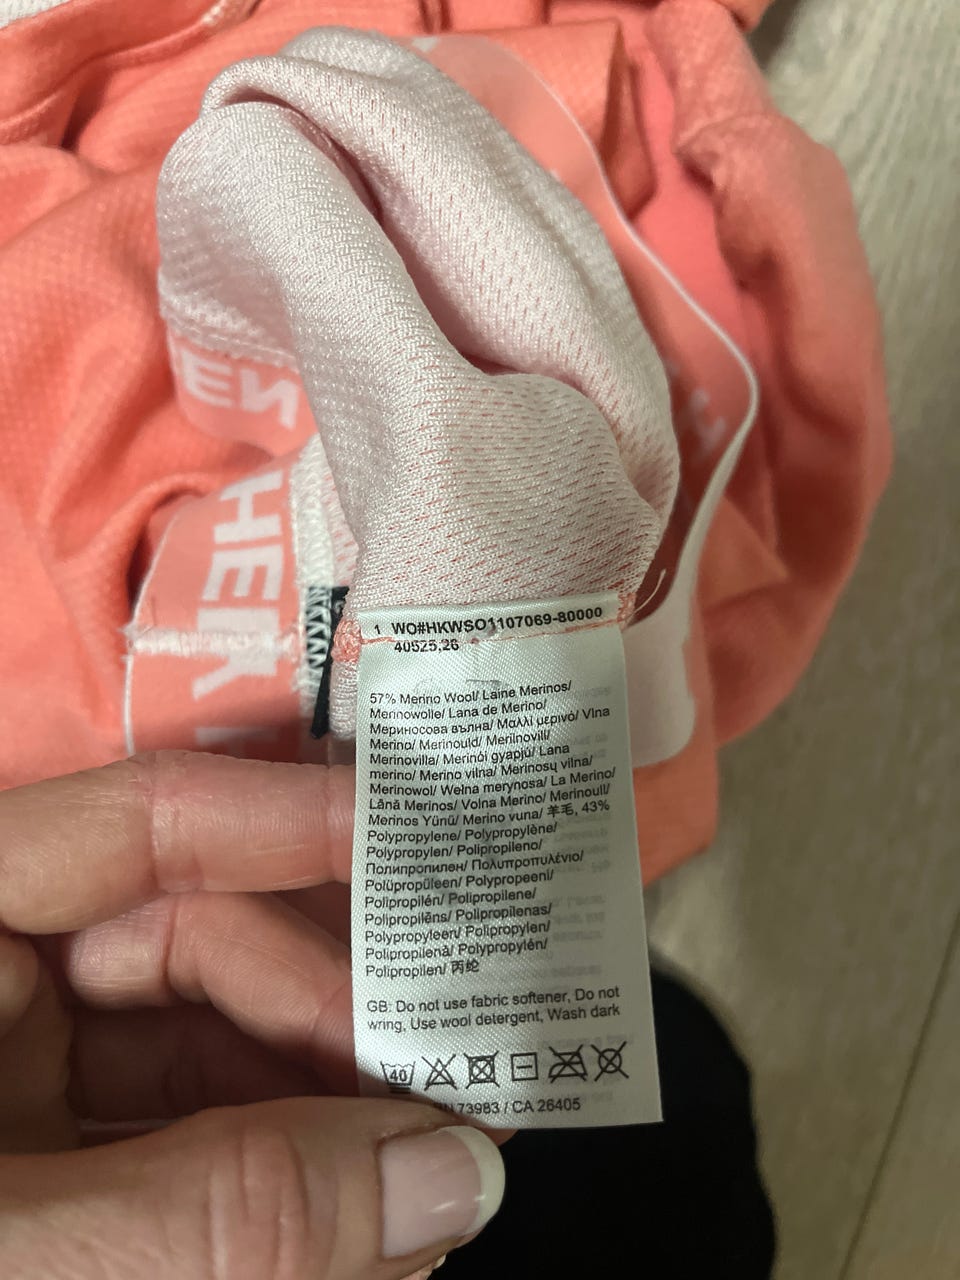 EN
HEK
H
1 WO#HKWSO1107069-80000
40525,26
57% Merino Wool/ Laine Merinos/
Merinowolle/ Lana de Merino/
Мериносова вълна/ Μαλλί μερινό/ Vlna
Merino/ Merinould/ Meriinovill/
Merinovilla/ Merinói gyapjú/ Lana
merino/ Merino vilna/ Merinosų vilna/
Merinowol/ Wełna merynosa/ La Merino/
Lână Merinos/ Volna Merino/ Merinoull/
Merinos Yünü/ Merino vuna/ 羊毛, 43%
Polypropylene/ Polypropylène/
Polypropylen/ Polipropileno/
Полипропилен/ Πολυπροπυλένιο/
Polüpropüleen/ Polypropeeni/
Polipropilén/ Polipropilene/
Polipropilēns/ Polipropilenas/
Polypropyleen/ Polipropylen/
Polipropilenă/ Polypropylén/
Polipropilen/ 丙纶
GB: Do not use fabric softener, Do not
wring, Use wool detergent, Wash dark
40
73983 / CA 26405